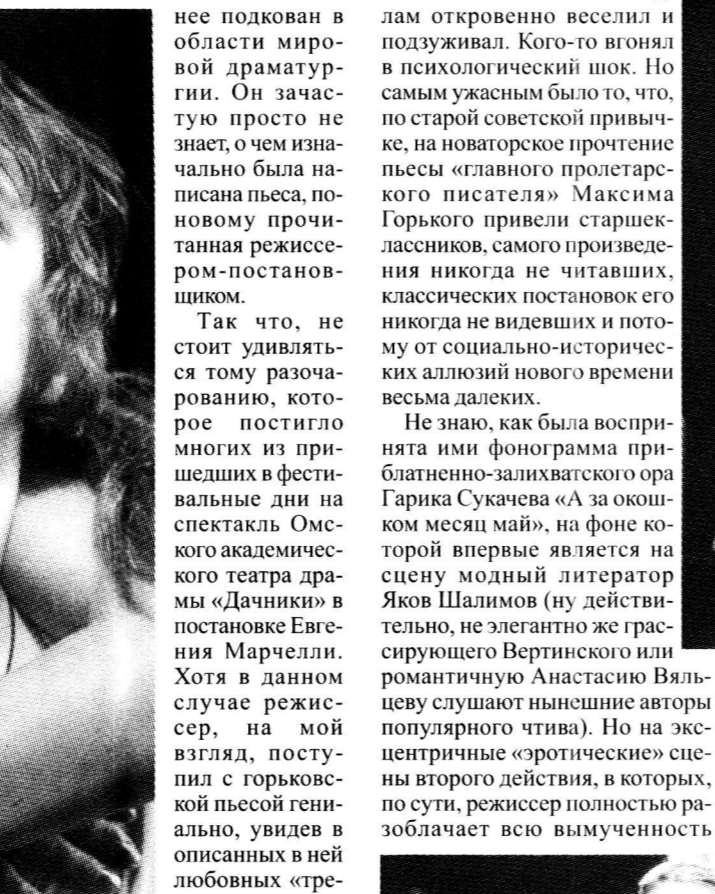 нее подкован в
области миро-
вой драматур-
гии. Он зачас-
тую просто не
знает, о чем изна-
чально была на-
писана пьеса, по-
новому прочи-
танная режиссе-
ром-постанов-
щиком.
Так что, не
стоит удивлять-
ся тому разоча-
рованию, кото-
рое постигло
многих из при-
шедших в фести-
вальные дни на
спектакль Омс-
кого академичес-
кого театра дра-
мы «Дачники» в
постановке Евге-
ния Марчелли.
Хотя в данном
случае режис-
сер, на мой
взгляд, посту-
пил с горьковс-
кой пьесой гени-
ально, увидев в
описанных в ней
любовных «тре-
лам откровенно веселил и
подзуживал. Кого-то вгонял
в психологический шок. Но
самым ужасным было то, что,
по старой советской привыч-
ке, на новаторское прочтение
пьесы «главного пролетарс-
кого писателя» Максима
Горького привели старшек-
лассников, самого произведе-
ния никогда не читавших,
классических постановок его
никогда не видевших и пото-
му от социально-историчес-
ких аллюзий нового времени
весьма далеких.
Не знаю, как была воспри-
нята ими фонограмма при-
блатненно-залихватского ора
Гарика Сукачева «А за окош-
ком месяц май», на фоне ко-
торой впервые является на
сцену модный литератор
Яков Шалимов (ну действи-
тельно, не элегантно же грас-
сирующего Вертинского или
романтичную Анастасию Вяль-
цеву слушают нынешние авторы
популярного чтива). Но на экс-
центричные «эротические» сце-
ны второго действия, в которых,
по сути, режиссер полностью ра-
зоблачает всю вымученность